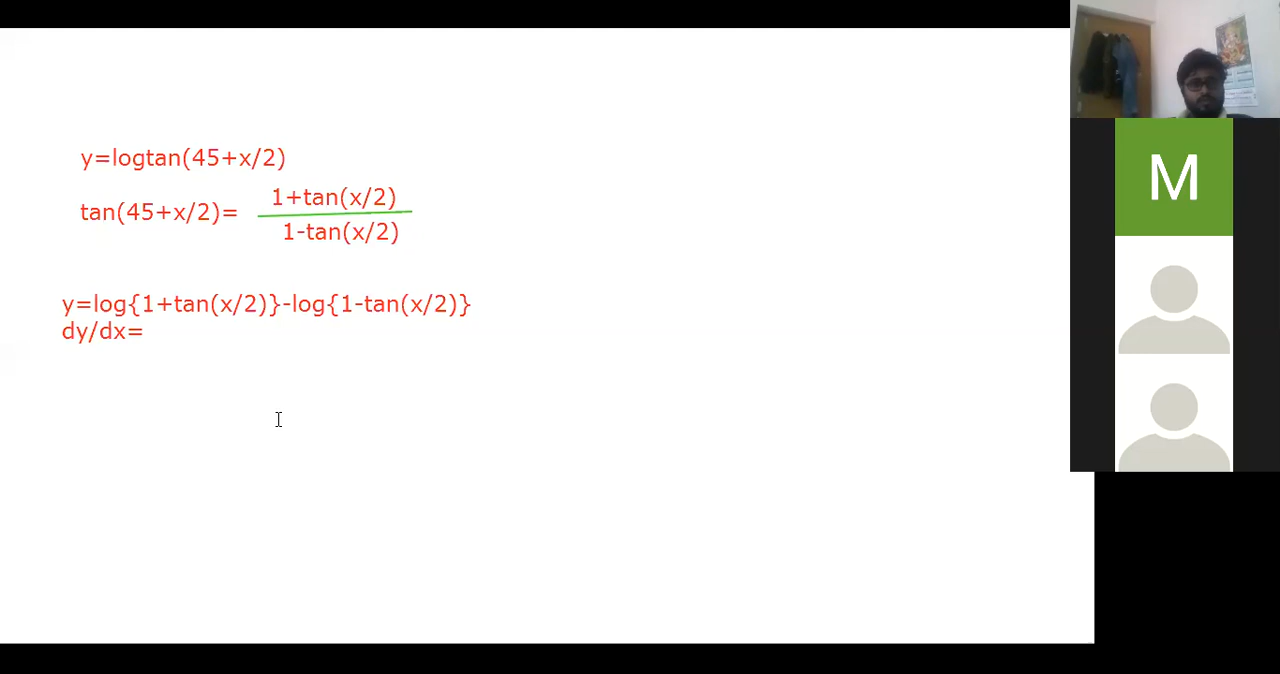 y=logtan(45+x/2)
1+tan(x/2)
tan(45+x/2)=
1-tan(x/2)
y=log{1+tan(x/2)}-log{1-tan(x/2)}
dy/dx=
M